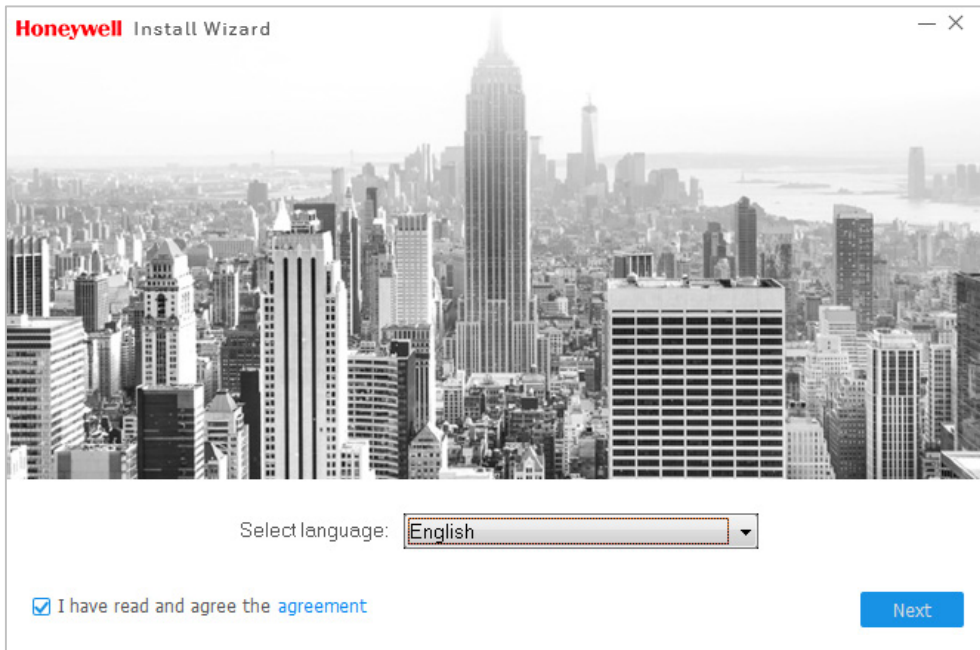 Honeywell Install Wizard
Select language: English
I have read and agree the agreement
Next